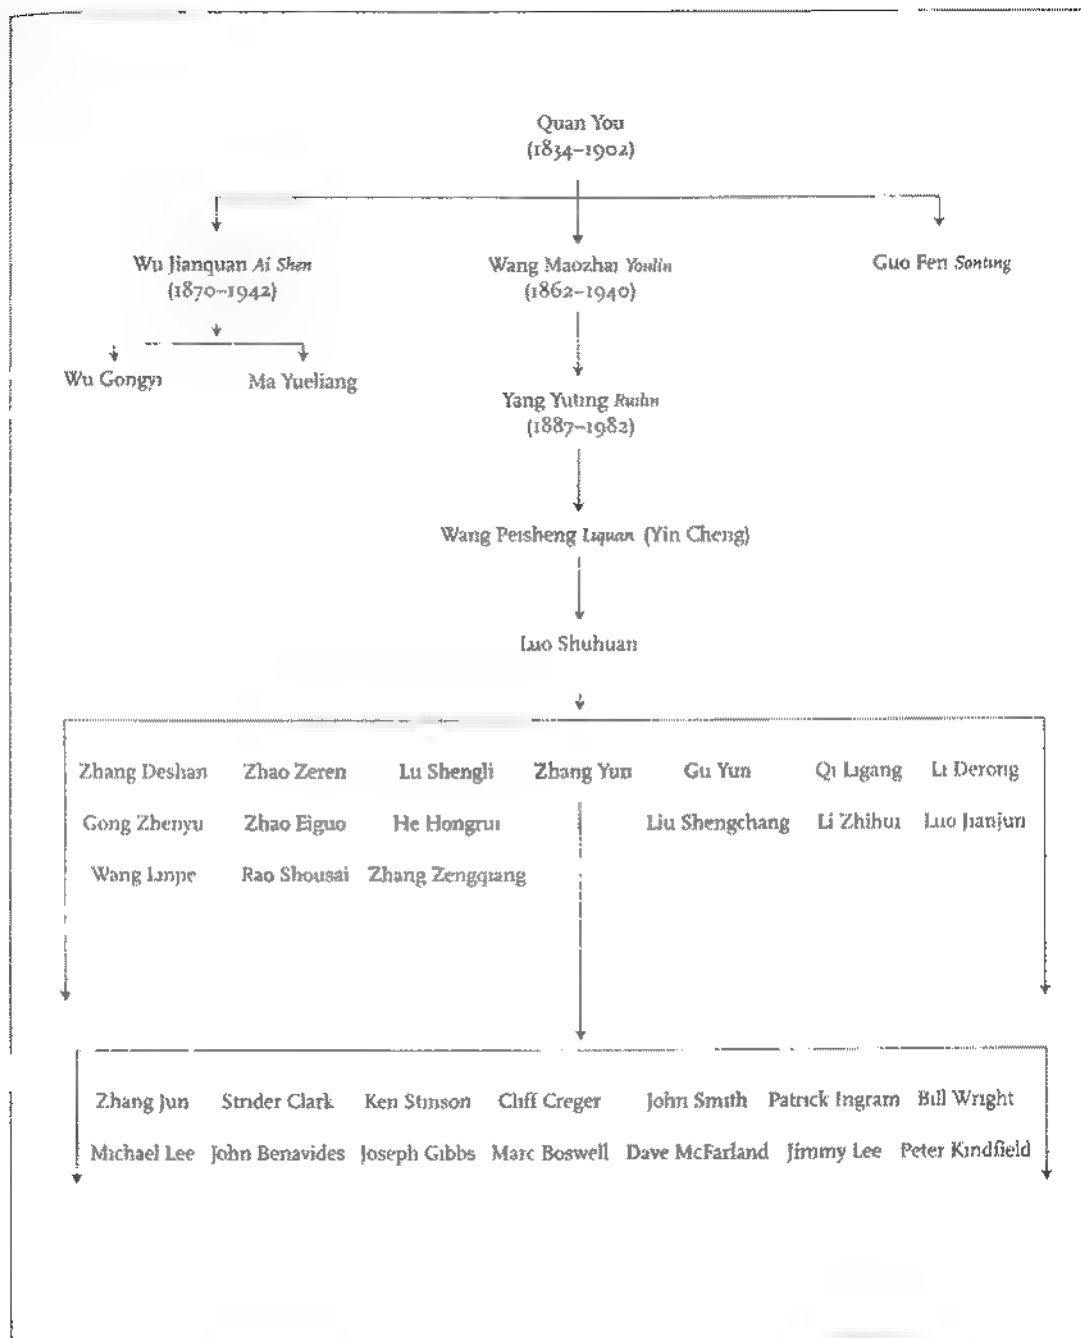 Quan You
(1834–1902)
Wu Jianquan Ai Shen
(1870–1942)
Wang Maozhai Youlin
(1862–1940)
Guo Fen Songting
Wu Gongyi
Ma Yueliang
Yang Yuting Ruilin
(1887–1982)
Wang Peisheng Liquan (Yin Cheng)
Luo Shuhuan
Zhang Deshan Zhao Zeren Lu Shengli Zhang Yun Gu Yun Qi Ligang Li Derong
Gong Zhenyu Zhao Eiguo He Hongrui Liu Shengchang Li Zhihui Luo Jianjun
Wang Linpe Rao Shousai Zhang Zengqiang
Zhang Jun Strider Clark Ken Stinson Cliff Creger John Smith Patrick Ingram Bill Wright
Michael Lee John Benavides Joseph Gibbs Marc Boswell Dave McFarland Jimmy Lee Peter Kindfield